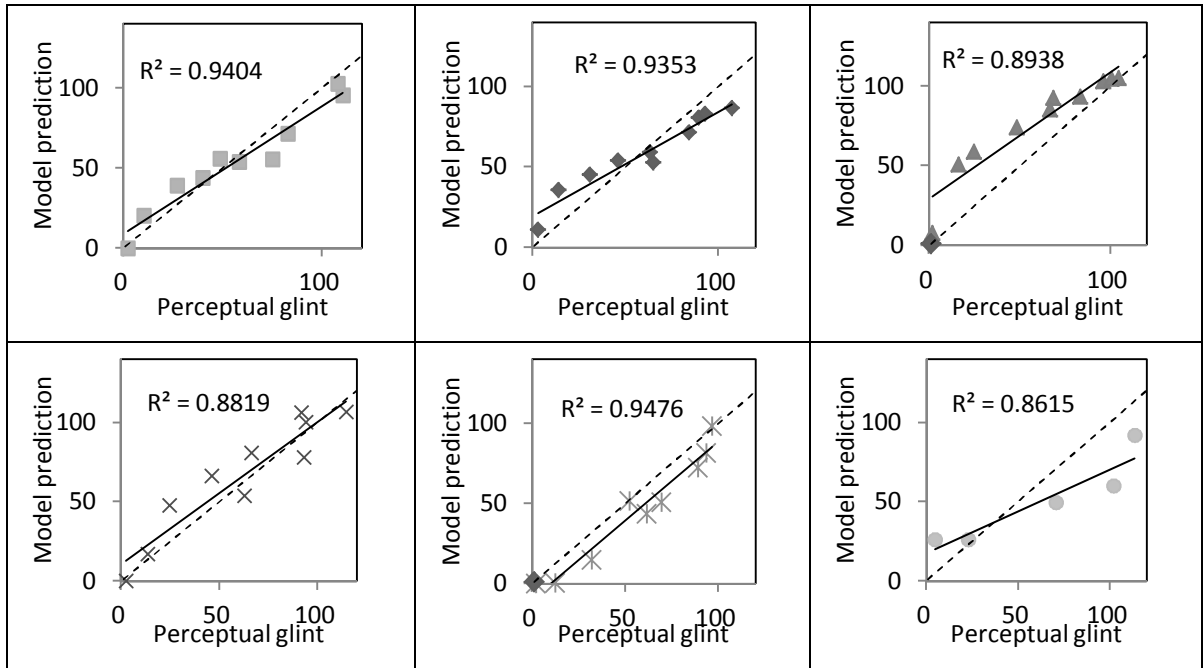 R² = 0.9404
Model prediction
100
50
0
0
100
Perceptual glint
R² = 0.9353
Model prediction
100
50
0
0
50
100
Perceptual glint
R² = 0.8938
Model prediction
100
50
0
0
100
Perceptual glint
R² = 0.8819
Model prediction
100
50
0
0
100
Perceptual glint
R² = 0.9476
Model prediction
100
50
0
0
50
100
Perceptual glint
R² = 0.8615
Model prediction
100
50
0
0
50
100
Perceptual glint